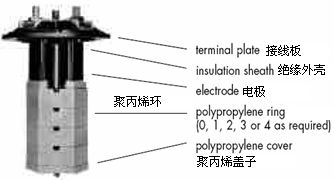 terminal plate 接线板
insulation sheath 绝缘外壳
electrode 电极
聚丙烯环
polypropylene ring
(0, 1, 2, 3 or 4 as required)
polypropylene cover
聚丙烯盖子